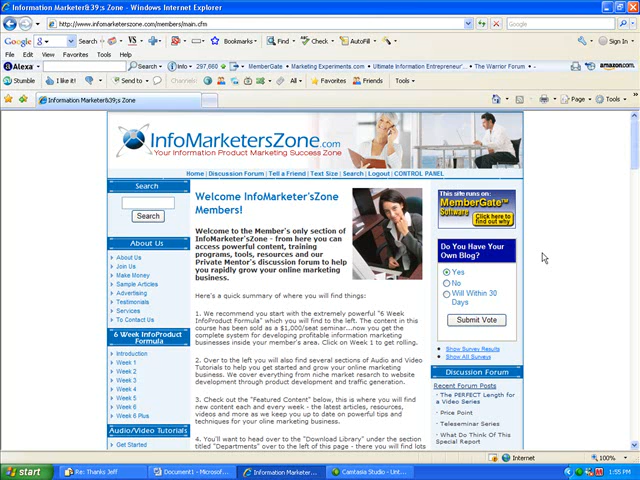 Information Marketer&39;s Zone - Windows Internet Explorer
http://www.infomarketerszone.com/members/main.cfm
Google
Google
Bookmarks
Find
Check
AutoFill
Sign In
File Edit View Favorites Tools Help
Alexa
Search
Info
297,660
MemberGate
Marketing Experiments.com
Ultimate Information Entrepreneur'...
The Warrior Forum
amazon.com
Stumble
I like it!
Send to
Channels:
All
Favorites
Friends
Tools
Information Marketer&39;s Zone
Page
Tools
InfoMarketersZone.com
Your Information Product Marketing Success Zone
Home | Discussion Forum | Tell a Friend | Text Size | Search | Logout | CONTROL PANEL
Search
Search
About Us
About Us
Join Us
Make Money
Sample Articles
Advertising
Testimonials
Services
To Contact Us
6 Week InfoProduct
Formula
Introduction
Week 1
Week 2
Week 3
Week 4
Week 5
Week 6
Week 6 Plus
Audio/Video Tutorials
Get Started
Welcome InfoMarketer'sZone
Members!
Welcome to the Member's only section of
InfoMarketer'sZone - from here you can
access powerful content, training
programs, tools, resources and our
Private Mentor's discussion forum to help
you rapidly grow your online marketing
business.
Here's a quick summary of where you will find things:
1. We recommend you start with the extremely powerful "6 Week
InfoProduct Formula" which you will find to the left. The content in this
course has been sold as a $1,000/seat seminar...now you get the
complete system for developing profitable information marketing
businesses inside your member's area. Click on Week 1 to get rolling.
2. Over to the left you will also find several sections of Audio and Video
Tutorials to help you get started and grow your online marketing
business. We cover everything from niche market resarch to website
development through product development and traffic generation.
3. Check out the "Featured Content" below, this is where you will find
new content each and every week - the latest articles, resources,
videos and more as we keep you up to date on powerful tips and
techniques for your oline marketing business.
4. You'll want to head over to the "Download Library" under the section
titled "Departments" over to the left of this page - there you will find lots
This site runs on:
MemberGate
Software
Click here to
find out why
Do You Have Your
Own Blog?
Yes
No
Will Within 30
Days
Submit Vote
Show Survey Results
Show All Surveys
Discussion Forum
Recent Forum Posts
The PERFECT Length for
a Video Series
Price Point
Teleseminar Series
What Do Think Of This
Special Report
Internet
100%
start
Re: Thanks Jeff
Document1 - Microsof...
Information Marketer...
Camtasia Studio - Unt...
1:55 PM